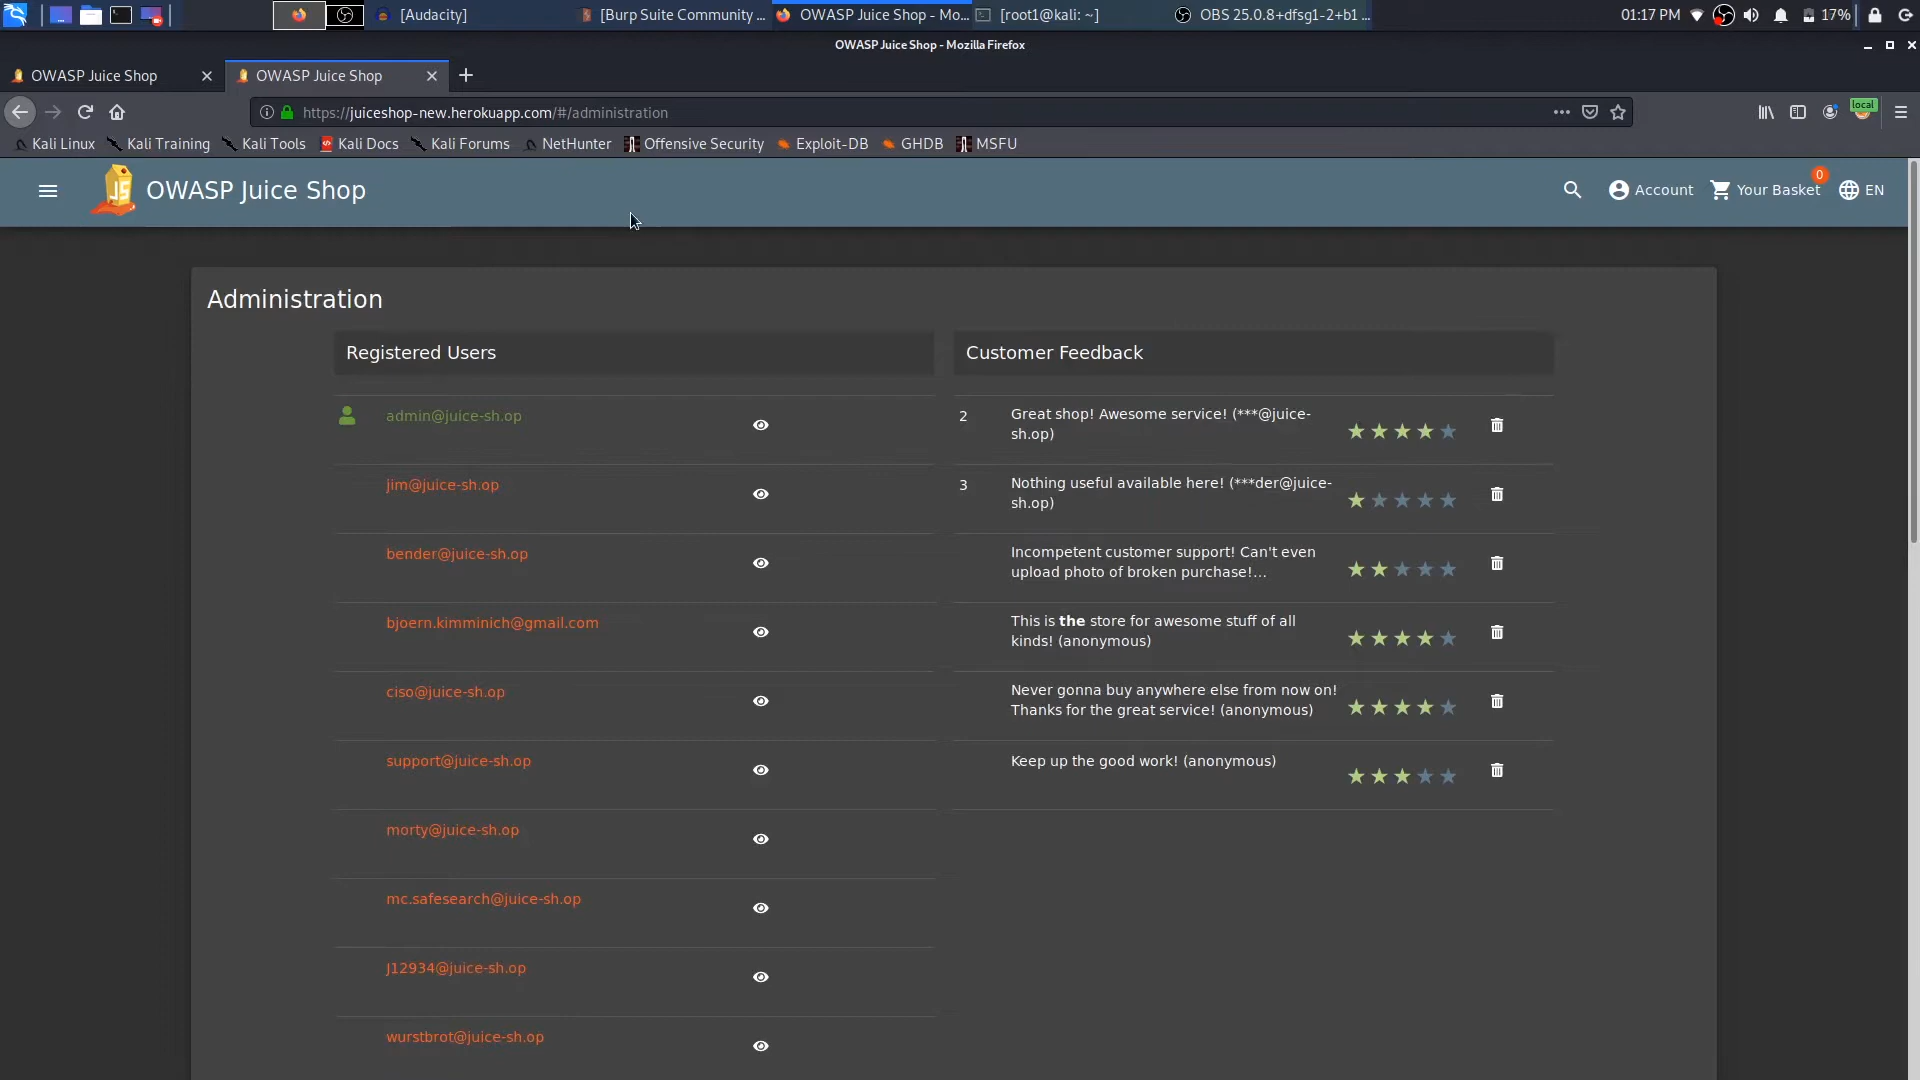 [Audacity]
[Burp Suite Community ...
OWASP Juice Shop - Mo...
[root1@kali: ~]
OBS 25.0.8+dfsg1-2+b1 ...
01:17 PM
17%
OWASP Juice Shop - Mozilla Firefox
OWASP Juice Shop
OWASP Juice Shop
https://juiceshop-new.herokuapp.com/#/administration
local
Kali Linux
Kali Training
Kali Tools
Kali Docs
Kali Forums
NetHunter
Offensive Security
Exploit-DB
GHDB
MSFU
JS
OWASP Juice Shop
Account
Your Basket
0
EN
Administration
Registered Users
admin@juice-sh.op
jim@juice-sh.op
bender@juice-sh.op
bjoern.kimminich@gmail.com
ciso@juice-sh.op
support@juice-sh.op
morty@juice-sh.op
mc.safesearch@juice-sh.op
J12934@juice-sh.op
wurstbrot@juice-sh.op
Customer Feedback
2
Great shop! Awesome service! (***@juice-
sh.op)
3
Nothing useful available here! (***der@juice-
sh.op)
Incompetent customer support! Can't even
upload photo of broken purchase!...
This is the store for awesome stuff of all
kinds! (anonymous)
Never gonna buy anywhere else from now on!
Thanks for the great service! (anonymous)
Keep up the good work! (anonymous)